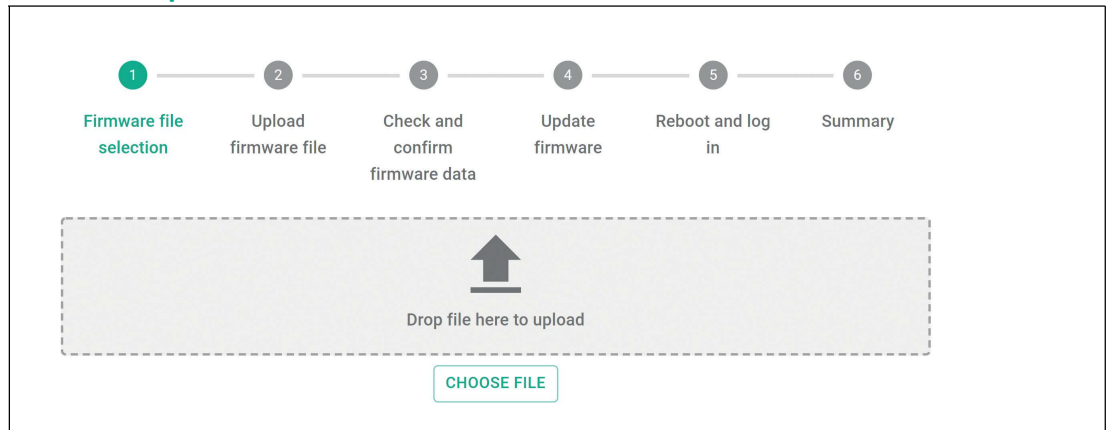 1 2 3 4 5 6
Firmware file Upload Check and Update Reboot and log Summary
selection firmware file confirm firmware in
firmware data
Drop file here to upload
CHOOSE FILE